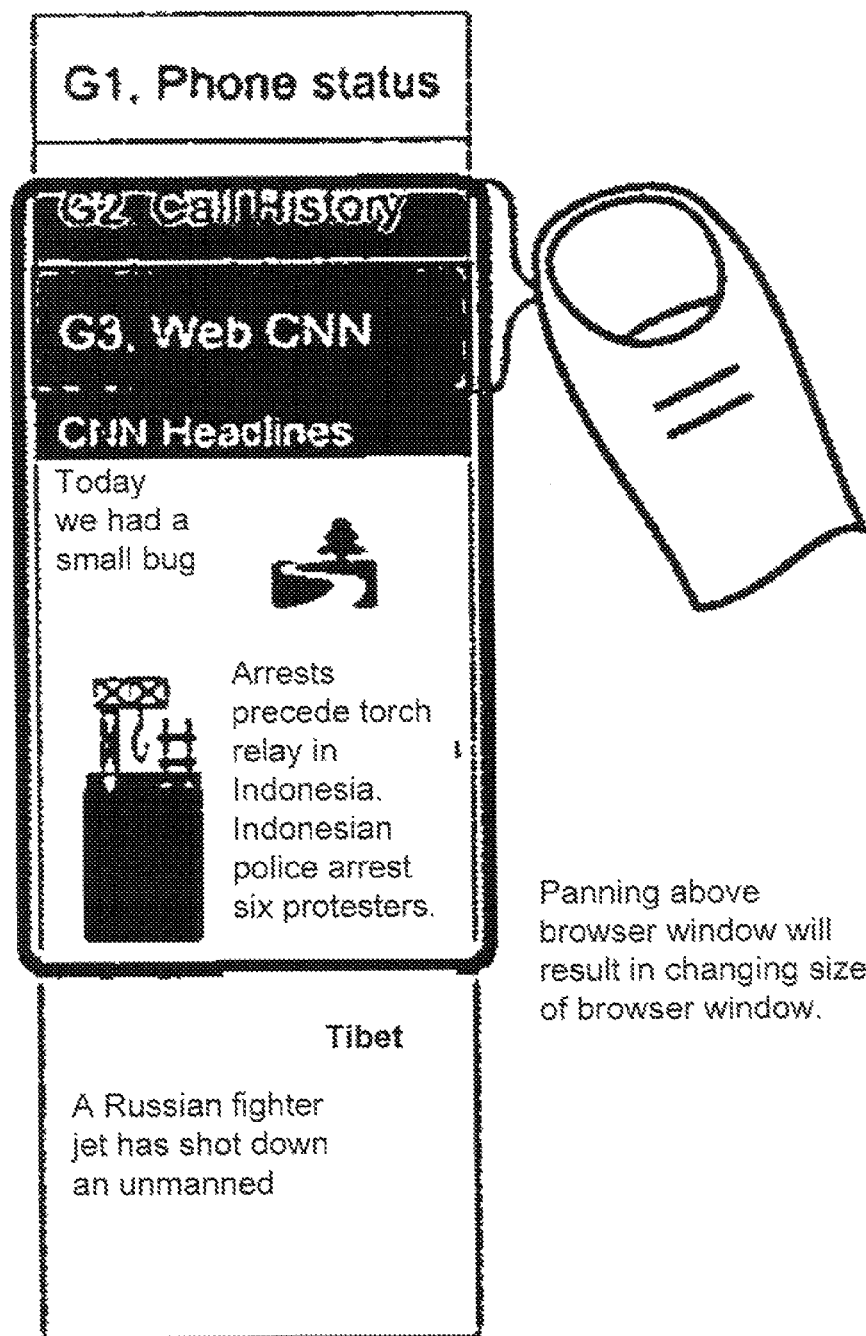 G1. Phone status
G2. Call History
G3. Web CNN
CNN Headlines
Today
we had a
small bug
Arrests
precede torch
relay in
Indonesia.
Indonesian
police arrest
six protesters.
Panning above
browser window will
result in changing size
of browser window.
Tibet
A Russian fighter
jet has shot down
an unmanned